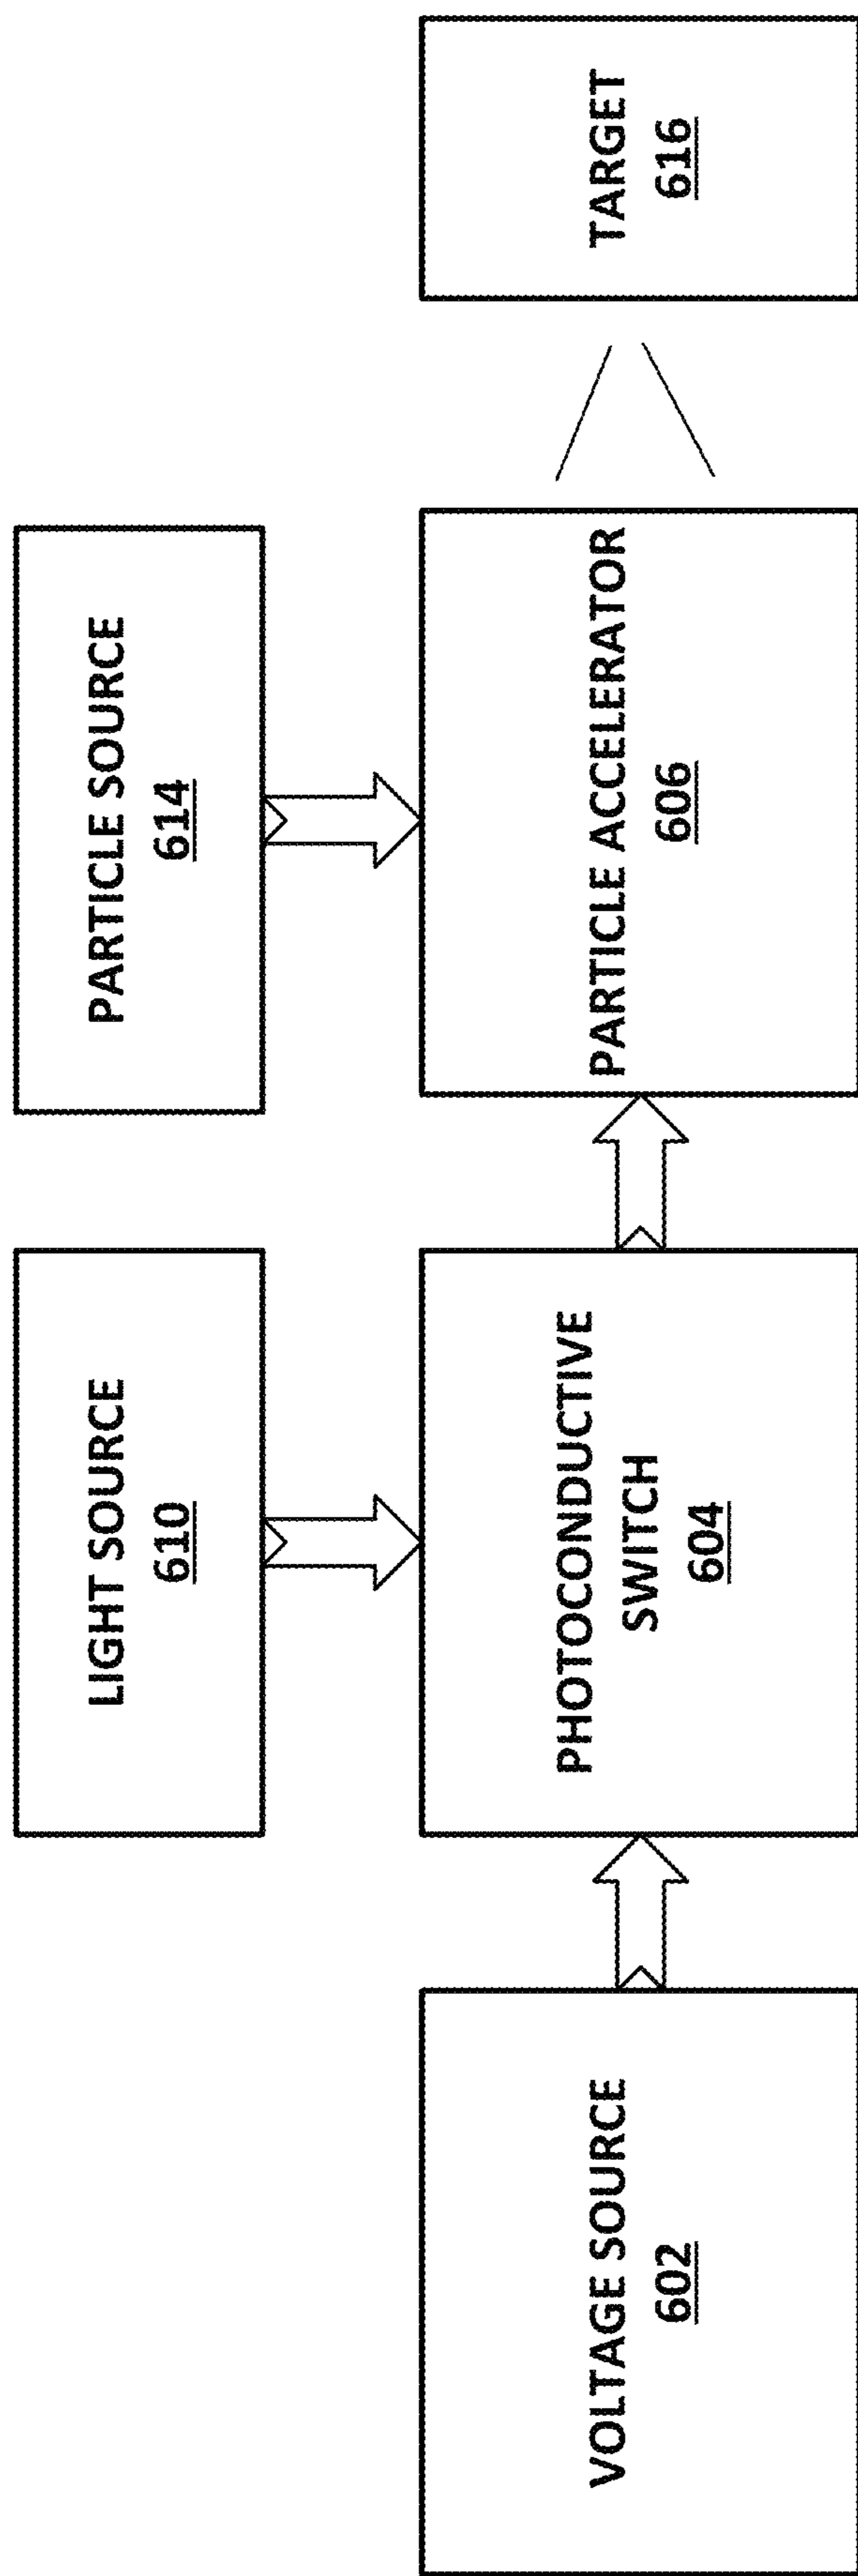 LIGHT SOURCE
610
PARTICLE SOURCE
614
VOLTAGE SOURCE
602
PHOTOCONDUCTIVE
SWITCH
604
PARTICLE ACCELERATOR
606
TARGET
616